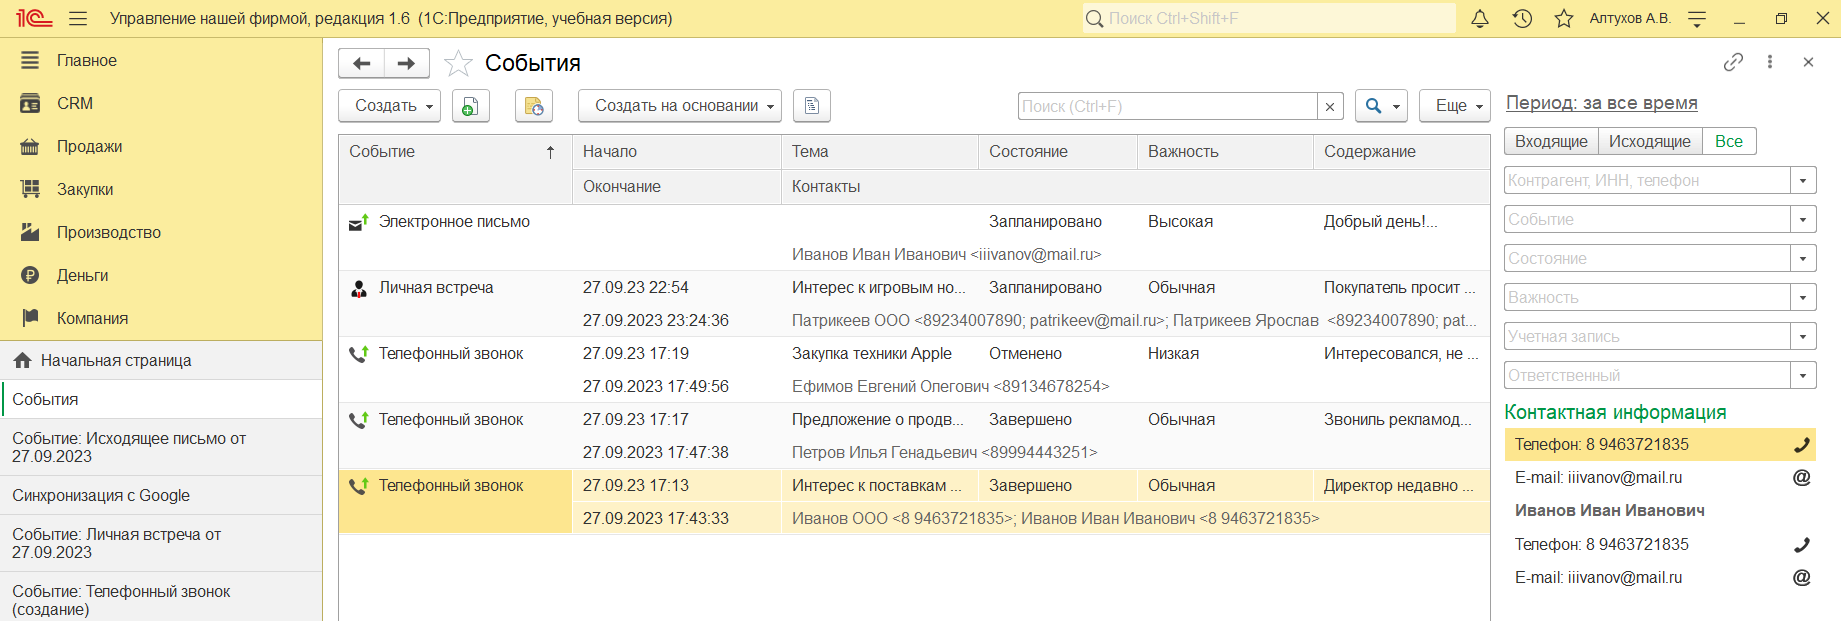 1С Управление нашей фирмой, редакция 1.6 (1С:Предприятие, учебная версия)
Поиск Ctrl+Shift+F
Алтухов А.В.
Главное
CRM
Продажи
Закупки
Производство
Деньги
Компания
Начальная страница
События
Событие: Исходящее письмо от
27.09.2023
Синхронизация с Google
Событие: Личная встреча от
27.09.2023
Событие: Телефонный звонок
(создание)
События
Создать
Создать на основании
Поиск (Ctrl+F)
Еще
Событие Начало Тема Состояние Важность Содержание
Окончание Контакты
Электронное письмо Запланировано Высокая Добрый день!...
Иванов Иван Иванович <iiivanov@mail.ru>
Личная встреча 27.09.23 22:54 Интерес к игровым но... Запланировано Обычная Покупатель просит ...
27.09.2023 23:24:36 Патрикеев ООО <89234007890; patrikeev@mail.ru>; Патрикеев Ярослав <89234007890; pat...
Телефонный звонок 27.09.2023 17:19 Закупка техники Apple Отменено Низкая Интересовался, не ...
27.09.2023 17:49:56 Ефимов Евгений Олегович <89134678254>
Телефонный звонок 27.09.2023 17:17 Предложение о продв... Завершено Обычная Звониль рекламод...
27.09.2023 17:47:38 Петров Илья Генадьевич <89994443251>
Телефонный звонок 27.09.2023 17:13 Интерес к поставкам ... Завершено Обычная Директор недавно ...
27.09.2023 17:43:33 Иванов ООО <8 9463721835>; Иванов Иван Иванович <8 9463721835>
Период: за все время
Входящие Исходящие Все
Контрагент, ИНН, телефон
Событие
Состояние
Важность
Учетная запись
Ответственный
Контактная информация
Телефон: 8 9463721835
E-mail: iiivanov@mail.ru
Иванов Иван Иванович
Телефон: 8 9463721835
E-mail: iiivanov@mail.ru